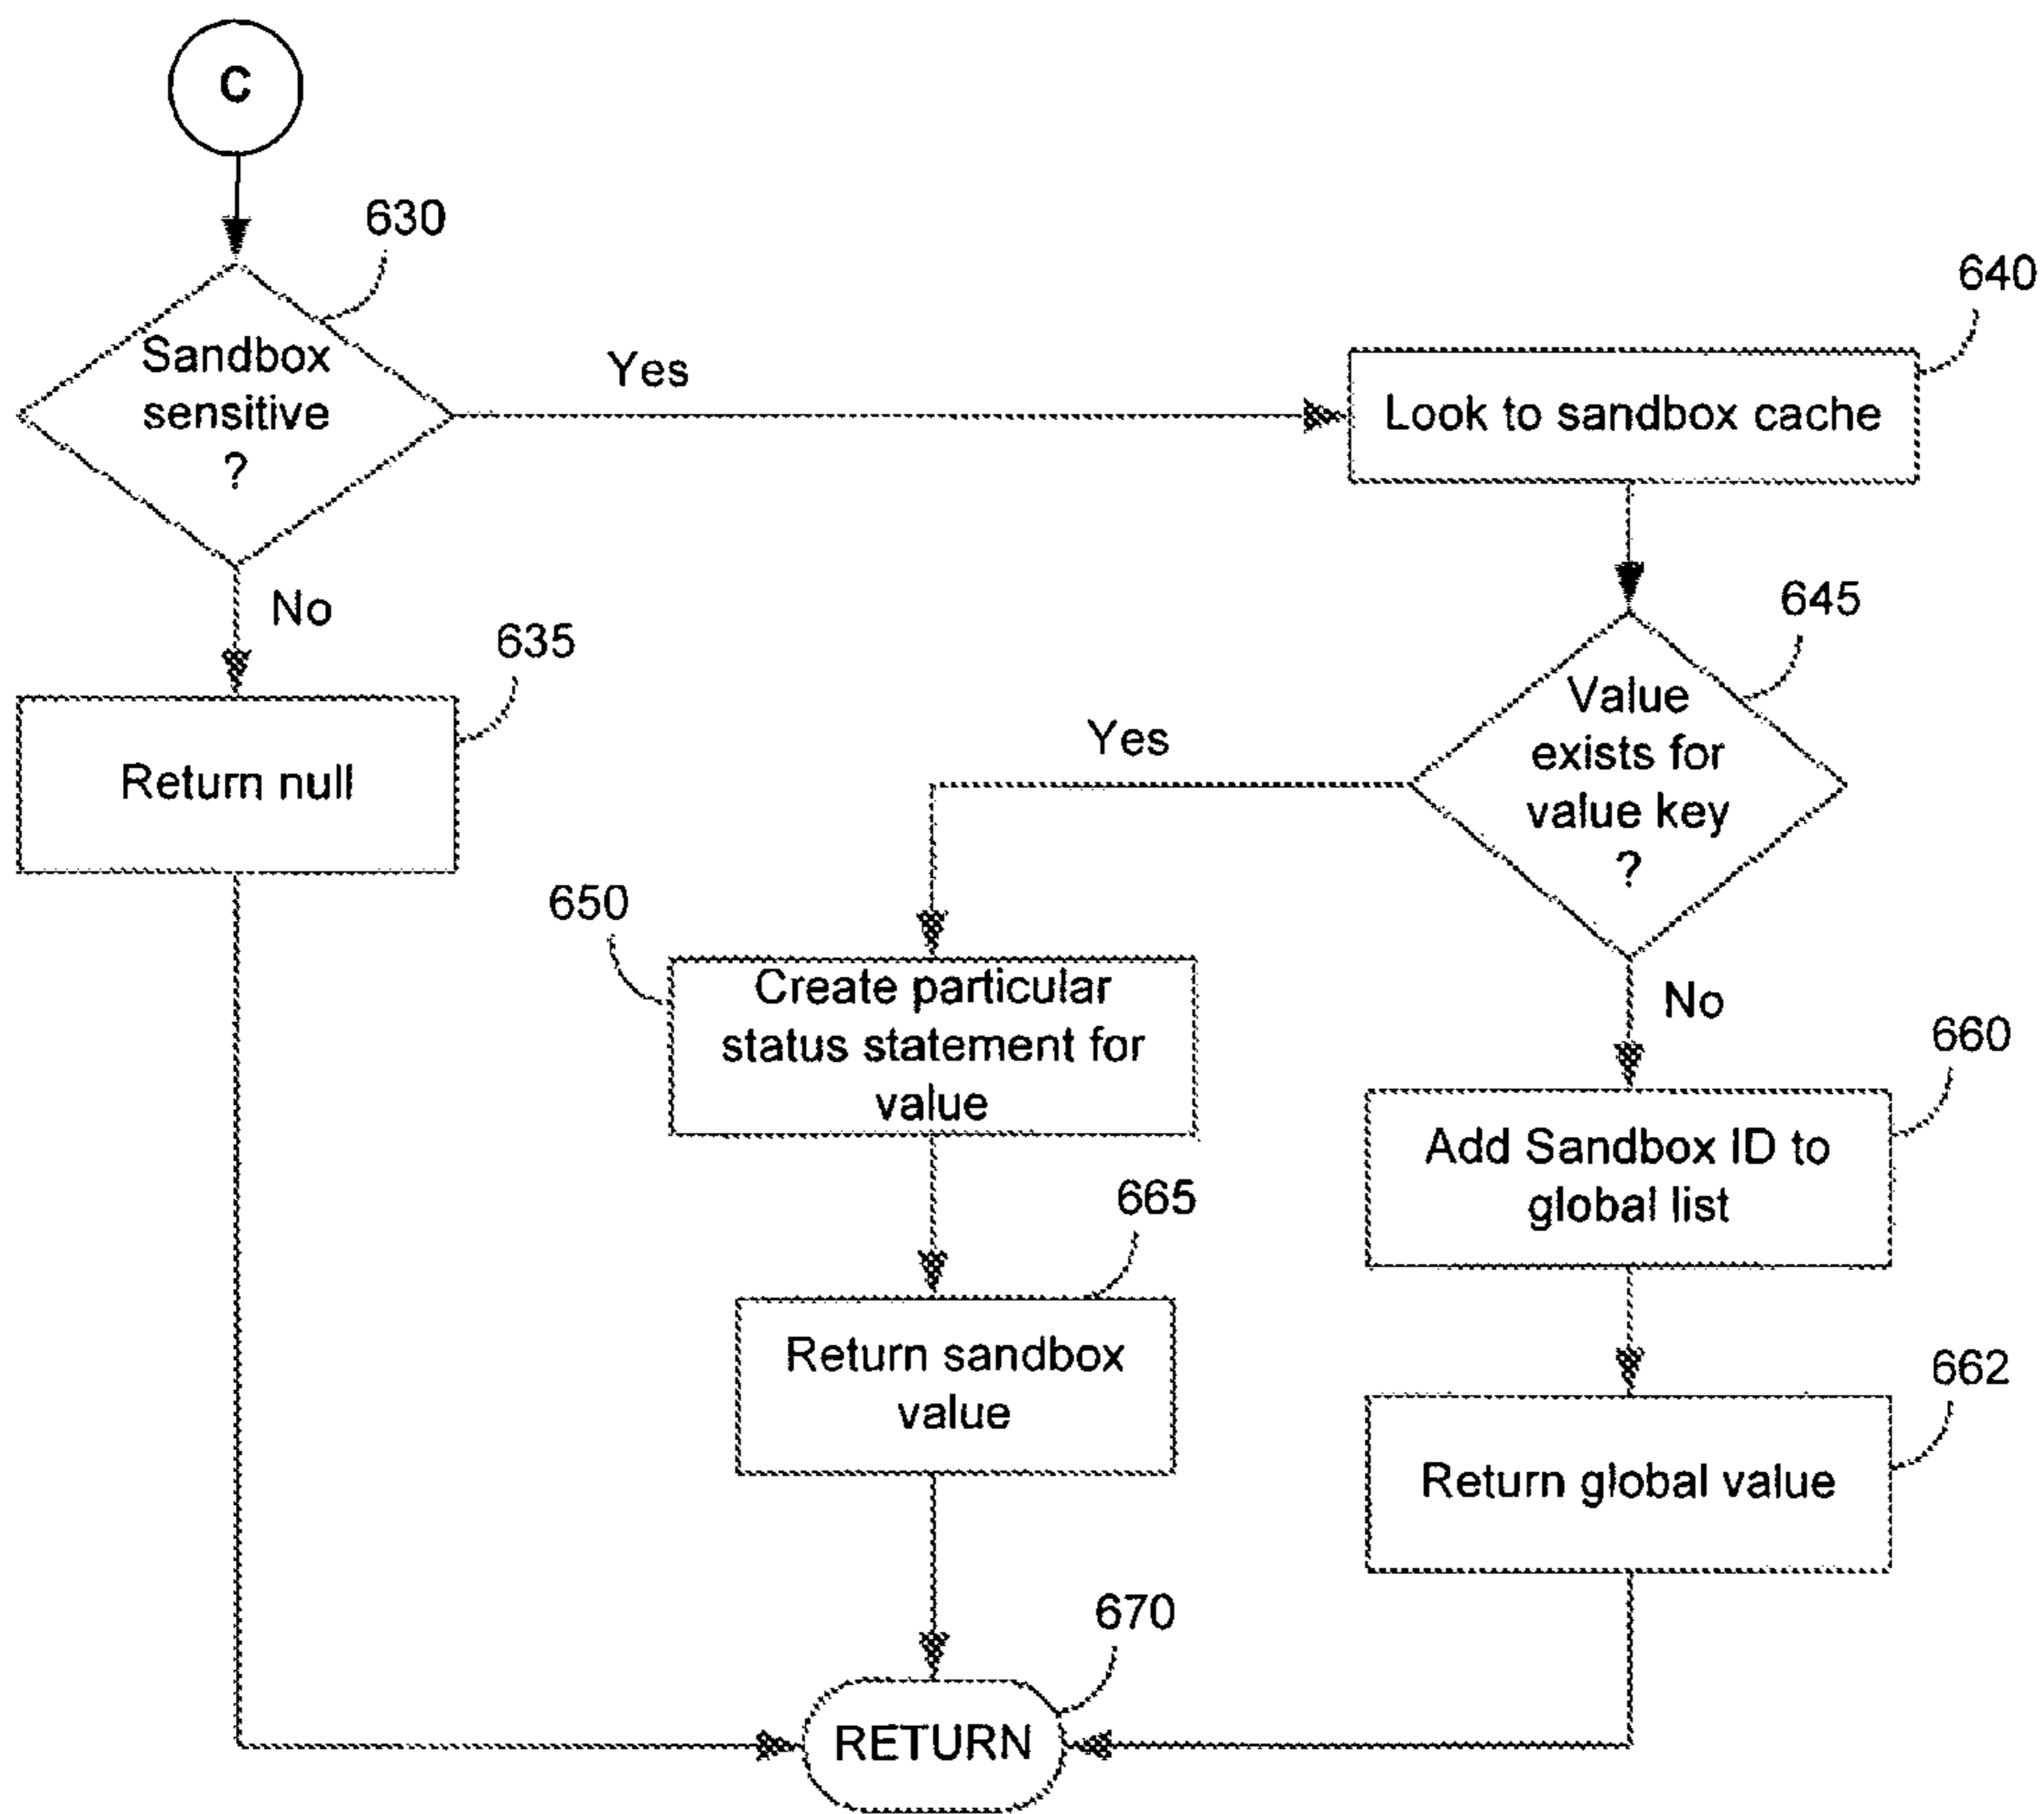 C
630
Sandbox
sensitive
?
Yes
640
Look to sandbox cache
No
635
Return null
645
Value
exists for
value key
?
Yes
650
Create particular
status statement for
value
No
660
Add Sandbox ID to
global list
665
Return sandbox
value
662
Return global value
670
RETURN